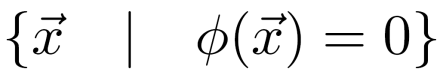 {x⃗ | ϕ(x⃗) = 0}